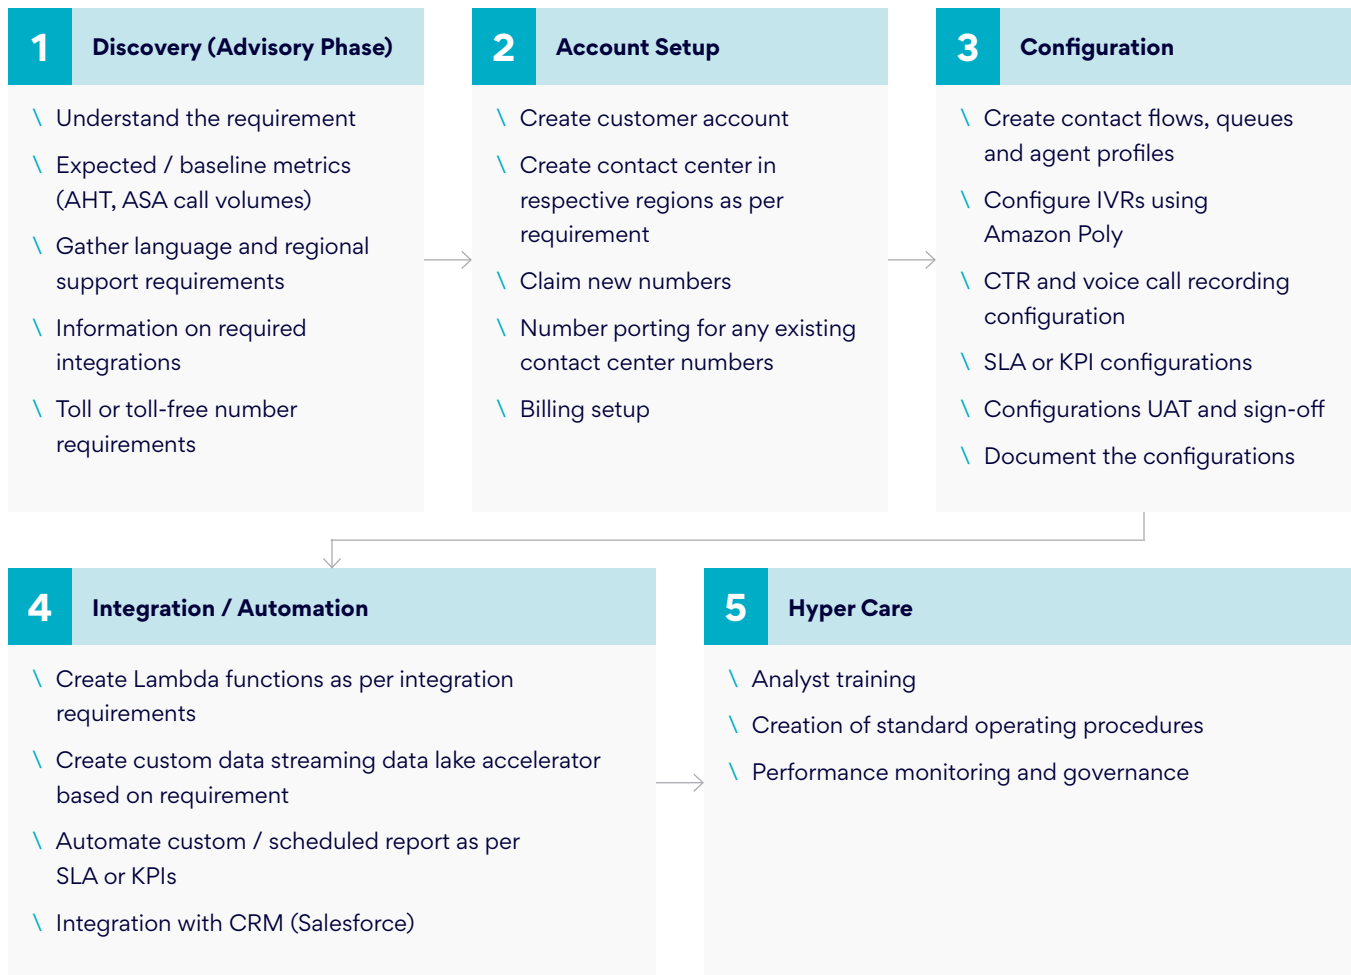 1 Discovery (Advisory Phase)
\ Understand the requirement
\ Expected / baseline metrics
(AHT, ASA call volumes)
\ Gather language and regional
support requirements
\ Information on required
integrations
\ Toll or toll-free number
requirements
2 Account Setup
\ Create customer account
\ Create contact center in
respective regions as per
requirement
\ Claim new numbers
\ Number porting for any existing
contact center numbers
\ Billing setup
3 Configuration
\ Create contact flows, queues
and agent profiles
\ Configure IVRs using
Amazon Poly
\ CTR and voice call recording
configuration
\ SLA or KPI configurations
\ Configurations UAT and sign-off
\ Document the configurations
4 Integration / Automation
\ Create Lambda functions as per integration
requirements
\ Create custom data streaming data lake accelerator
based on requirement
\ Automate custom / scheduled report as per
SLA or KPIs
\ Integration with CRM (Salesforce)
5 Hyper Care
\ Analyst training
\ Creation of standard operating procedures
\ Performance monitoring and governance